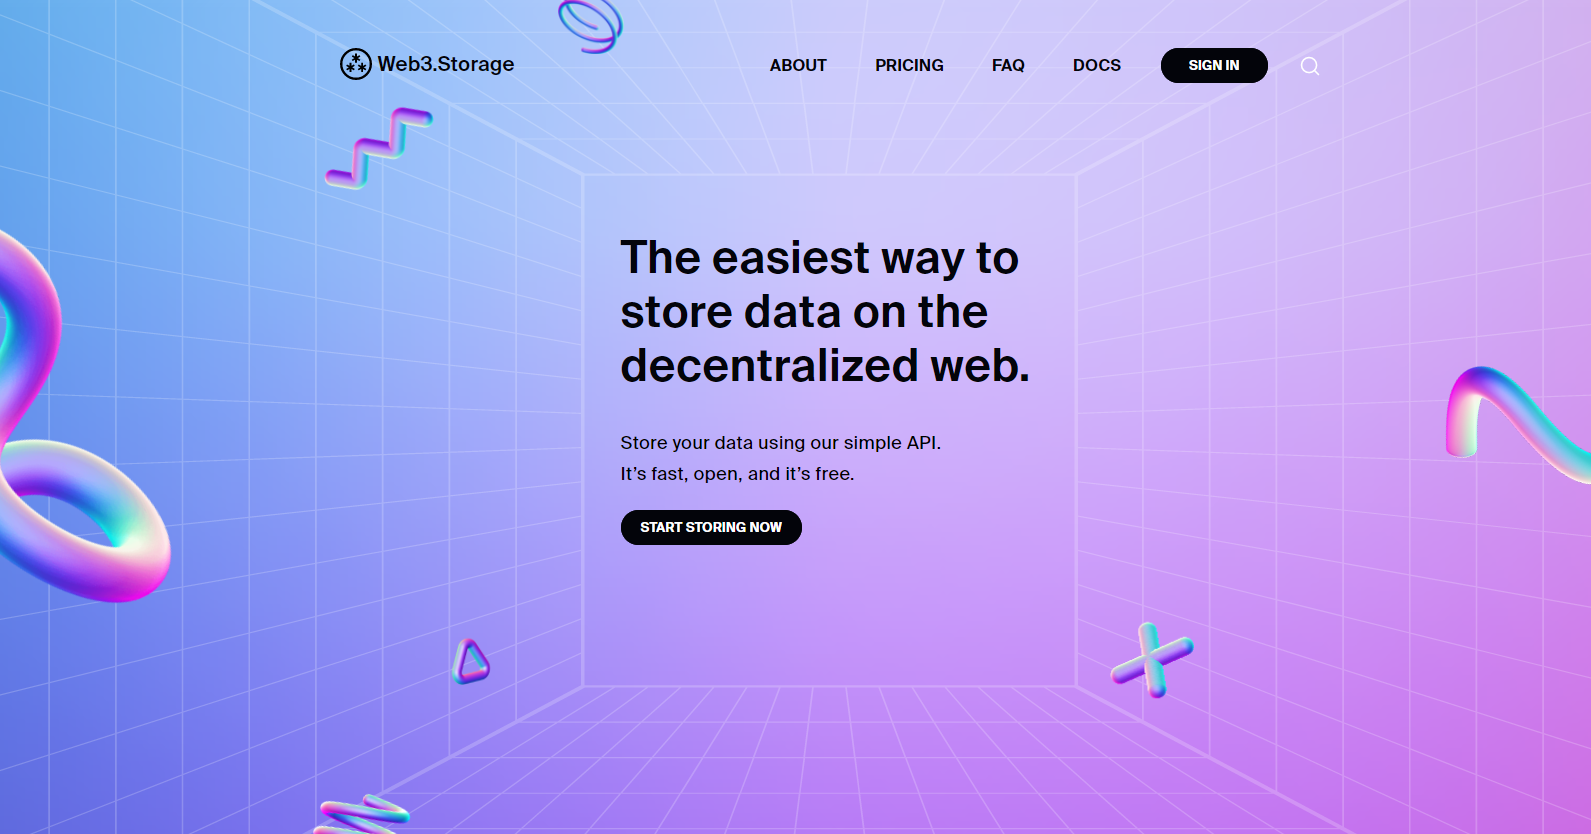 Web3.Storage
ABOUT PRICING FAQ DOCS SIGN IN
The easiest way to
store data on the
decentralized web.
Store your data using our simple API.
It’s fast, open, and it’s free.
START STORING NOW